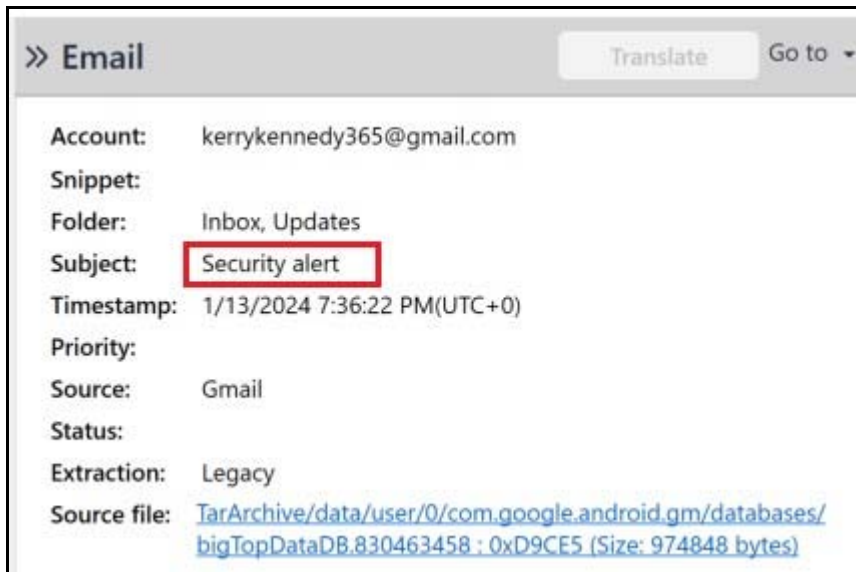 » Email Translate Go to
Account: kerrykennedy365@gmail.com
Snippet:
Folder: Inbox, Updates
Subject: Security alert
Timestamp: 1/13/2024 7:36:22 PM(UTC+0)
Priority:
Source: Gmail
Status:
Extraction: Legacy
Source file: TarArchive/data/user/0/com.google.android.gm/databases/
bigTopDataDB.830463458 : 0xD9CE5 (Size: 974848 bytes)